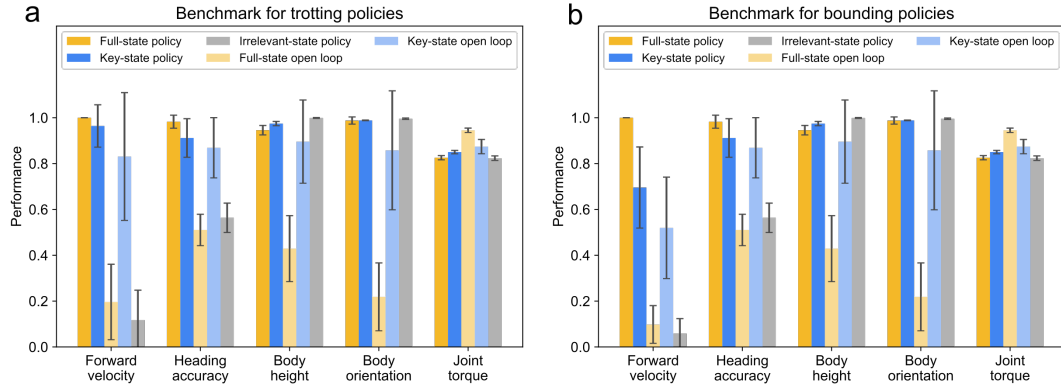 a
Benchmark for trotting policies
Full-state policy
Irrelevant-state policy
Key-state open loop
Key-state policy
Full-state open loop
Performance
1.0
0.8
0.6
0.4
0.2
0.0
Forward velocity
Heading accuracy
Body height
Body orientation
Joint torque
b
Benchmark for bounding policies
Full-state policy
Irrelevant-state policy
Key-state open loop
Key-state policy
Full-state open loop
Performance
1.0
0.8
0.6
0.4
0.2
0.0
Forward velocity
Heading accuracy
Body height
Body orientation
Joint torque